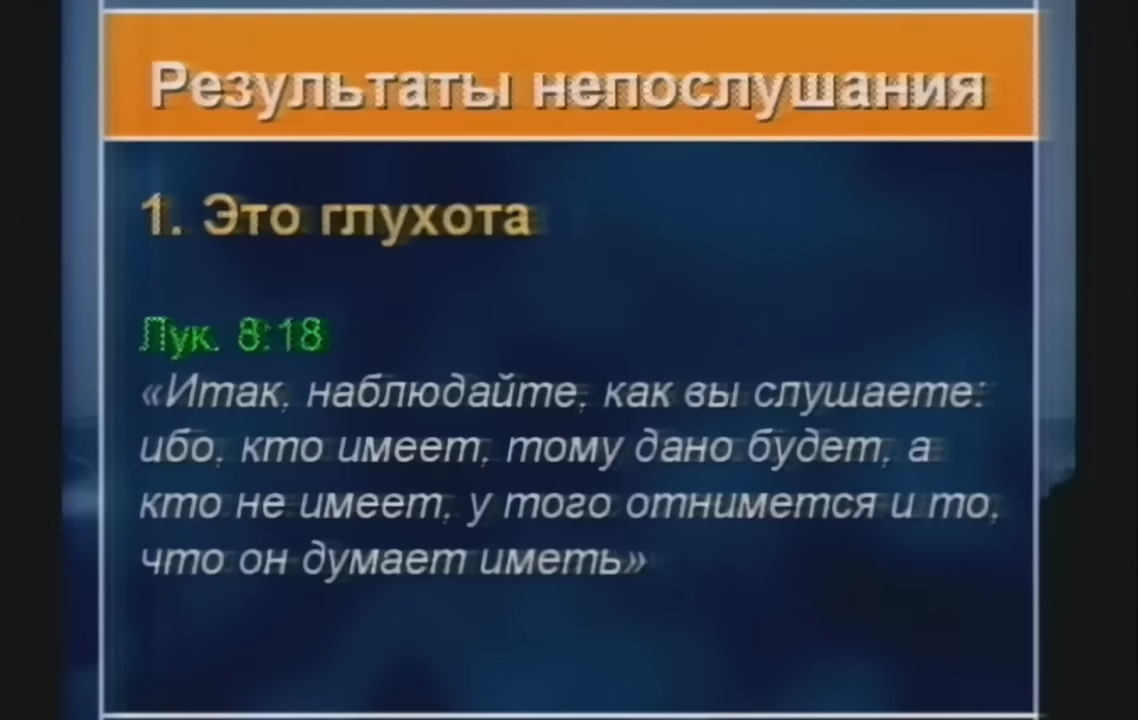 Результаты непослушания
1. Это глухота
Лук. 8:18
«Итак, наблюдайте, как вы слушаете:
ибо, кто имеет, тому дано будет, а
кто не имеет, у того отнимется и то,
что он думает иметь»